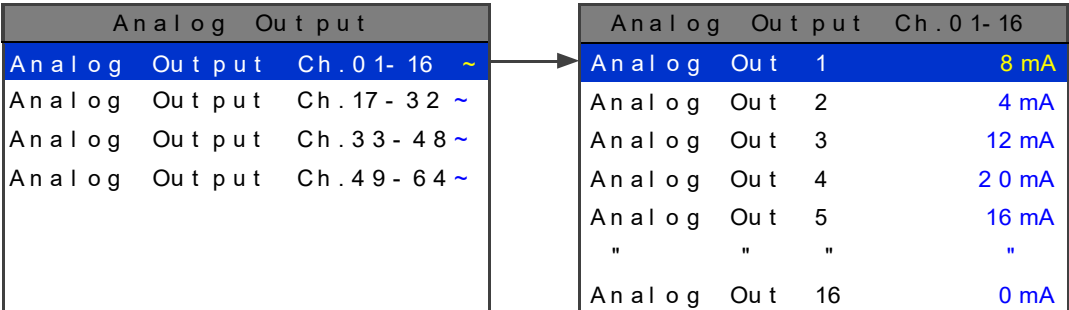 Analog Output
Analog Output Ch.01-16 ~
Analog Output Ch.17-32 ~
Analog Output Ch.33-48 ~
Analog Output Ch.49-64 ~
Analog Output Ch.01-16
Analog Out 1 8 mA
Analog Out 2 4 mA
Analog Out 3 12 mA
Analog Out 4 20 mA
Analog Out 5 16 mA
" " " "
Analog Out 16 0 mA